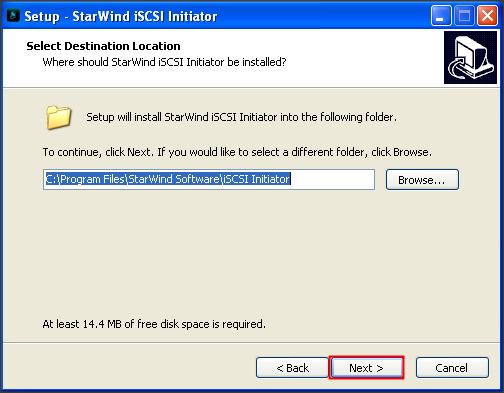 Setup - StarWind iSCSI Initiator
Select Destination Location
Where should StarWind iSCSI Initiator be installed?
Setup will install StarWind iSCSI Initiator into the following folder.
To continue, click Next. If you would like to select a different folder, click Browse.
C:\Program Files\StarWind Software\iSCSI Initiator
Browse...
At least 14.4 MB of free disk space is required.
< Back
Next >
Cancel